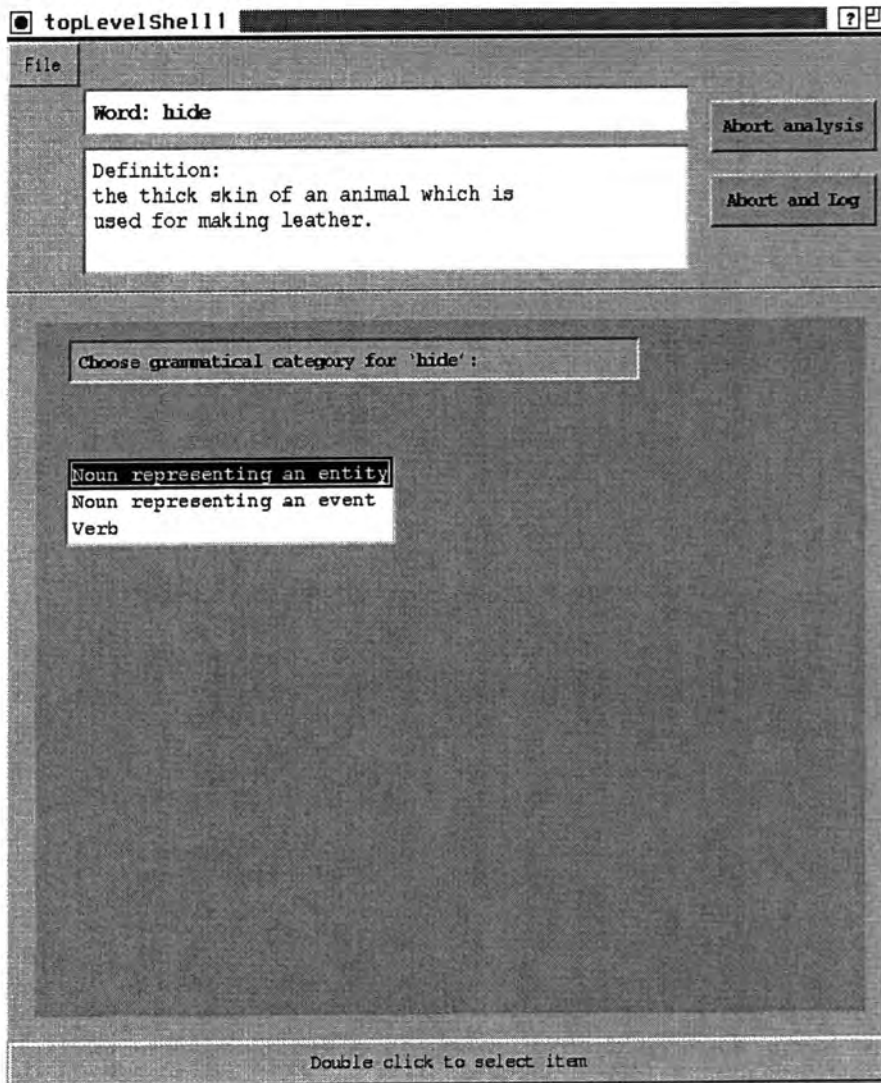 topLevelShell1
?
File
Word: hide
Abort analysis
Definition:
the thick skin of an animal which is
used for making leather.
Abort and Log
Choose grammatical category for 'hide':
Noun representing an entity
Noun representing an event
Verb
Double click to select item